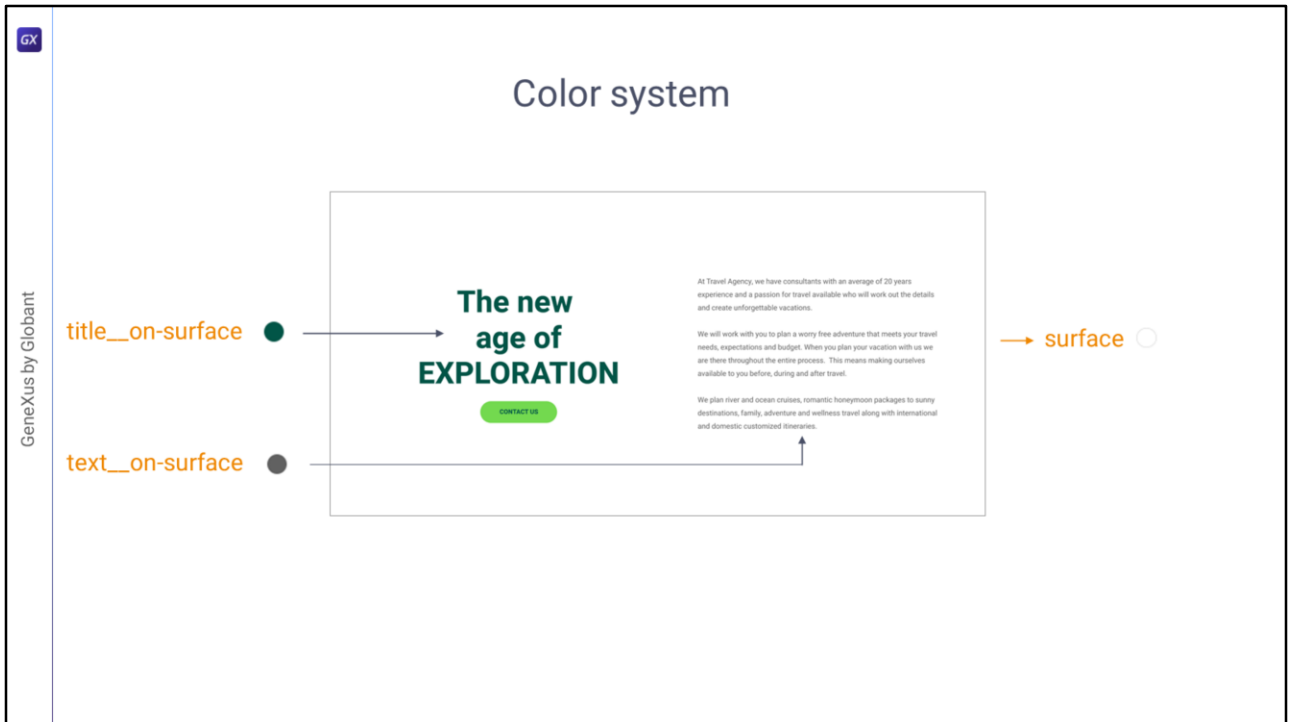 GX
Color system
GeneXus by Globant
title__on-surface
text__on-surface
The new
age of
EXPLORATION
CONTACT US
At Travel Agency, we have consultants with an average of 20 years
experience and a passion for travel available who will work out the details
and create unforgettable vacations.
We will work with you to plan a worry free adventure that meets your travel
needs, expectations and budget. When you plan your vacation with us we
are there throughout the entire process. This means making ourselves
available to you before, during and after travel.
We plan river and ocean cruises, romantic honeymoon packages to sunny
destinations, family, adventure and wellness travel along with international
and domestic customized itineraries.
surface